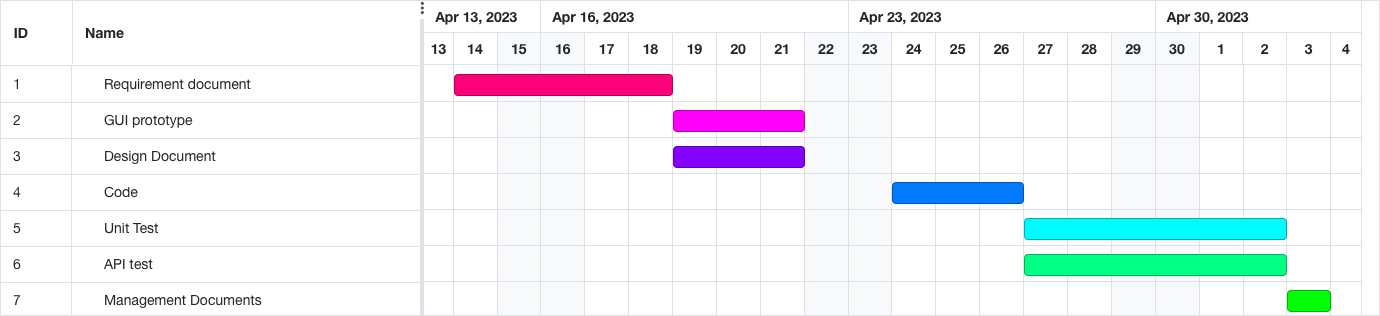 ID Name Apr 13, 2023 Apr 16, 2023 Apr 23, 2023 Apr 30, 2023
13 14 15 16 17 18 19 20 21 22 23 24 25 26 27 28 29 30 1 2 3 4
1 Requirement document
2 GUI prototype
3 Design Document
4 Code
5 Unit Test
6 API test
7 Management Documents